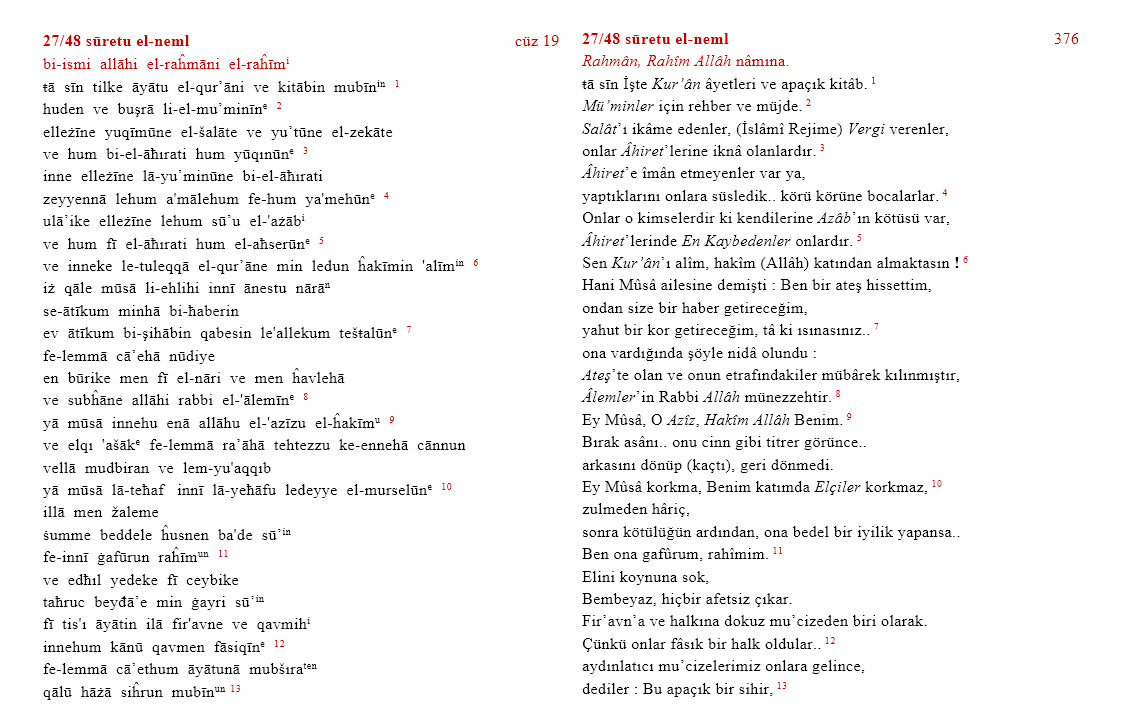 27/48 sūretu el-neml cüz 19
bi-ismi allāhi el-raĥmāni el-raĥīmⁱ
ŧā sīn tilke āyātu el-qur’āni ve kitābin mubīnⁱⁿ 1
huden ve buşrā li-el-mu’minīnᵉ 2
elleżīne yuqīmūne el-šalāte ve yu’tūne el-zekāte
ve hum bi-el-āħırati hum yūqınūnᵉ 3
inne elleżīne lā-yu’minūne bi-el-āħırati
zeyyennā lehum a'mālehum fe-hum ya'mehūnᵉ 4
ulā’ike elleżīne lehum sū’u el-'ażābⁱ
ve hum fī el-āħırati hum el-aħserūnᵉ 5
ve inneke le-tuleqqā el-qur’āne min ledun ĥakīmin 'alīmⁱⁿ 6
iż qāle mūsā li-ehlihi innī ānestu nārāⁿ
se-ātīkum minhā bi-ħaberin
ev ātīkum bi-şihābin qabesin le'allekum tešŧalūnᵉ 7
fe-lemmā cā’ehā nūdiye
en būrike men fī el-nāri ve men ĥavlehā
ve subĥāne allāhi rabbi el-'ālemīnᵉ 8
yā mūsā innehu enā allāhu el-'azīzu el-ĥakīmᵘ 9
ve elqı 'ašākᵉ fe-lemmā ra’āhā tehtezzu ke-ennehā cānnun
vellā mudbiran ve lem-yu'aqqıb
yā mūsā lā-teħaf innī lā-yeħāfu ledeyye el-murselūnᵉ 10
illā men žaleme
ŝumme beddele ĥusnen ba'de sū’ⁱⁿ
fe-innī ġafūrun raĥīmᵘⁿ 11
ve edħıl yedeke fī ceybike
taħruc beyđā’e min ġayri sū’ⁱⁿ
fī tis'ı āyātin ilā fir'avne ve qavmihⁱ
innehum kānū qavmen fāsiqīnᵉ 12
fe-lemmā cā’ethum āyātunā mubširaᵗᵉⁿ
qālū hāżā siĥrun mubīnᵘⁿ 13
27/48 sūretu el-neml 376
Rahmân, Rahîm Allâh nâmına.
ŧā sīn İşte Kur’ân âyetleri ve apaçık kitâb. 1
Mü’minler için rehber ve müjde. 2
Salât’ı ikâme edenler, (İslâmî Rejime) Vergi verenler,
onlar Âhiret’lerine iknâ olanlardır. 3
Âhiret’e îmân etmeyenler var ya,
yaptıklarını onlara süsledik.. körü körüne bocalarlar. 4
Onlar o kimselerdir ki kendilerine Azâb’ın kötüsü var,
Âhiret’lerinde En Kaybedenler onlardır. 5
Sen Kur’ân’ı alîm, hakîm (Allâh) katından almaktasın ! 6
Hani Mûsâ ailesine demişti : Ben bir ateş hissettim,
ondan size bir haber getireceğim,
yahut bir kor getireceğim, tâ ki ısınasınız.. 7
ona vardığında şöyle nidâ olundu :
Ateş’te olan ve onun etrafındakiler mübârek kılınmıştır,
Âlemler’in Rabbi Allâh münezzehtir. 8
Ey Mûsâ, O Azîz, Hakîm Allâh Benim. 9
Bırak asânı.. onu cinn gibi titrer görünce..
arkasını dönüp (kaçtı), geri dönmedi.
Ey Mûsâ korkma, Benim katımda Elçiler korkmaz, 10
zulmeden hâriç,
sonra kötülüğün ardından, ona bedel bir iyilik yapansa..
Ben ona gafûrum, rahîmim. 11
Elini koynuna sok,
Bembeyaz, hiçbir afetsiz çıkar.
Fir’avn’a ve halkına dokuz mu’cizeden biri olarak.
Çünkü onlar fâsık bir halk oldular.. 12
aydınlatıcı mu’cizelerimiz onlara gelince,
dediler : Bu apaçık bir sihir, 13